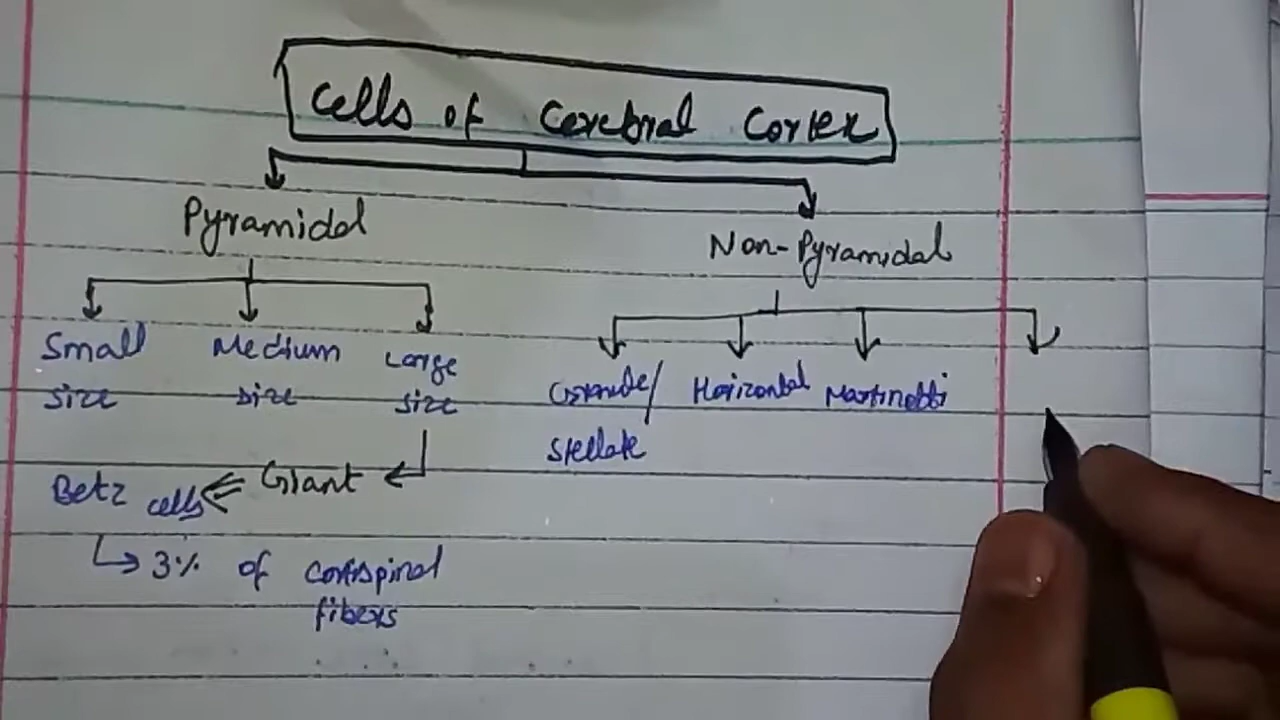 Cells of Cerebral Cortex
Pyramidal
Non-Pyramidal
Small size
Medium size
Large size
Granule/ Stellate
Horizontal
Martinotti
Giant
Betz cells
3% of corticospinal
fibers